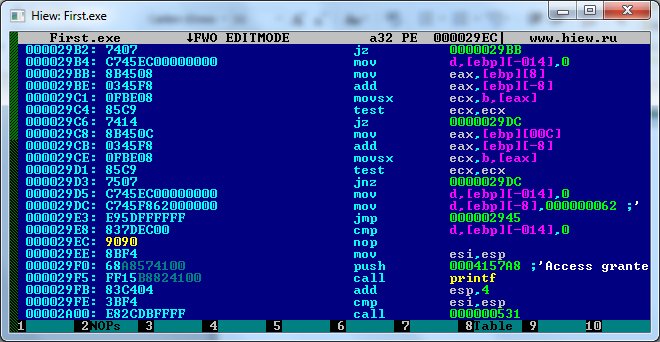 Hiew: First.exe
First.exe ↓FWO EDITMODE a32 PE 000029EC| www.hiew.ru
000029B2: 7407 jz 0000029BB
000029B4: C745EC00000000 mov d,[ebp][-014],0
000029BB: 8B4508 mov eax,[ebp][8]
000029BE: 0345F8 add eax,[ebp][-8]
000029C1: 0FBE08 movsx ecx,b,[eax]
000029C4: 85C9 test ecx,ecx
000029C6: 7414 jz 0000029DC
000029C8: 8B450C mov eax,[ebp][00C]
000029CB: 0345F8 add eax,[ebp][-8]
000029CE: 0FBE08 movsx ecx,b,[eax]
000029D1: 85C9 test ecx,ecx
000029D3: 7507 jnz 0000029DC
000029D5: C745EC00000000 mov d,[ebp][-014],0
000029DC: C745F862000000 mov d,[ebp][-8],000000062 ;'
000029E3: E95DFFFFFF jmp 000002945
000029E8: 837DEC00 cmp d,[ebp][-014],0
000029EC: 9090 nop
000029EE: 8BF4 mov esi,esp
000029F0: 68A8574100 push 0004157A8 ;'Access grante
000029F5: FF15B8824100 call printf
000029FB: 83C404 add esp,4
000029FE: 3BF4 cmp esi,esp
00002A00: E82CDBFFFF call 000000531
1 2NOPs 3 4 5 6 7 8Table 9 10